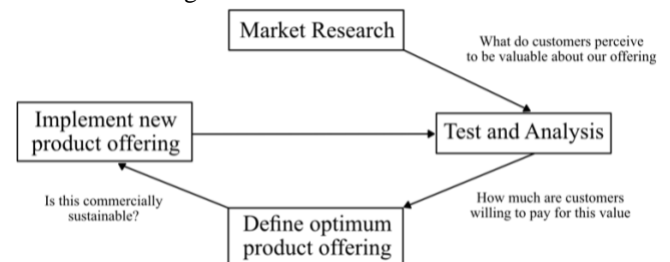 Market Research
What do customers perceive
to be valuable about our offering
Implement new
product offering
Test and Analysis
Is this commercially
sustainable?
How much are customers
willing to pay for this value
Define optimum
product offering